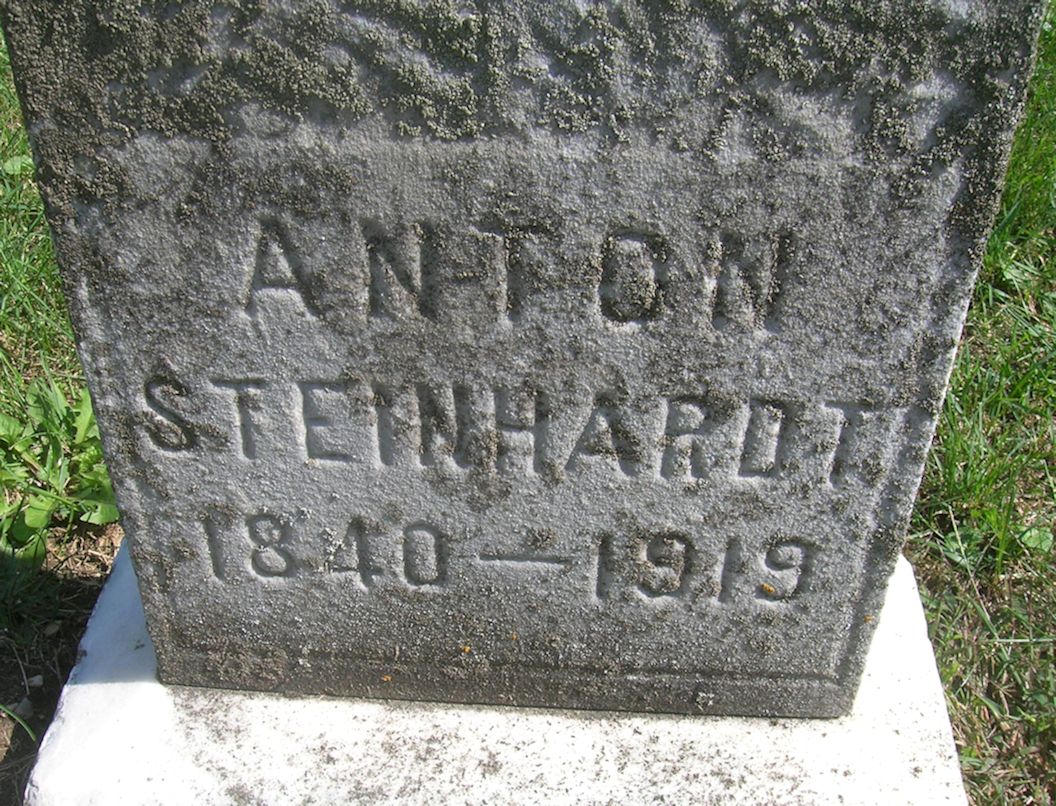 ANTON
STEINHARDT
1840 — 1919